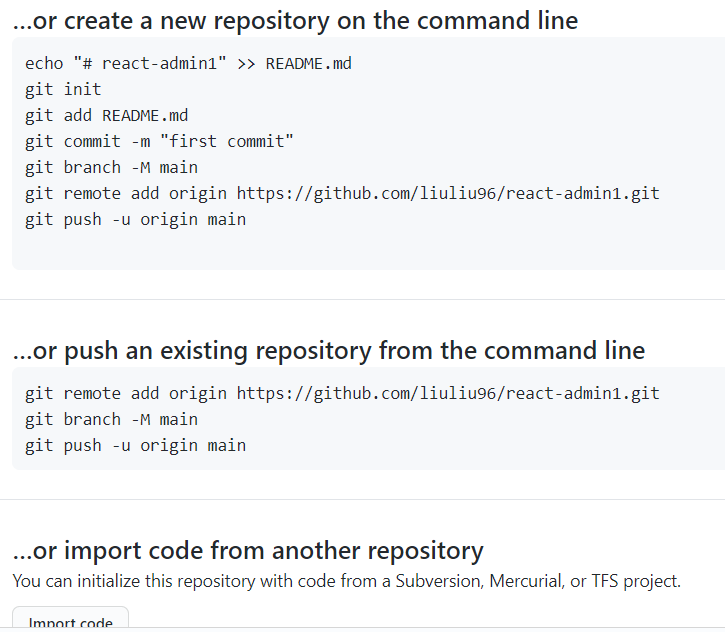 ...or create a new repository on the command line
echo "# react-admin1" >> README.md
git init
git add README.md
git commit -m "first commit"
git branch -M main
git remote add origin https://github.com/liuliu96/react-admin1.git
git push -u origin main
...or push an existing repository from the command line
git remote add origin https://github.com/liuliu96/react-admin1.git
git branch -M main
git push -u origin main
...or import code from another repository
You can initialize this repository with code from a Subversion, Mercurial, or TFS project.
Import code